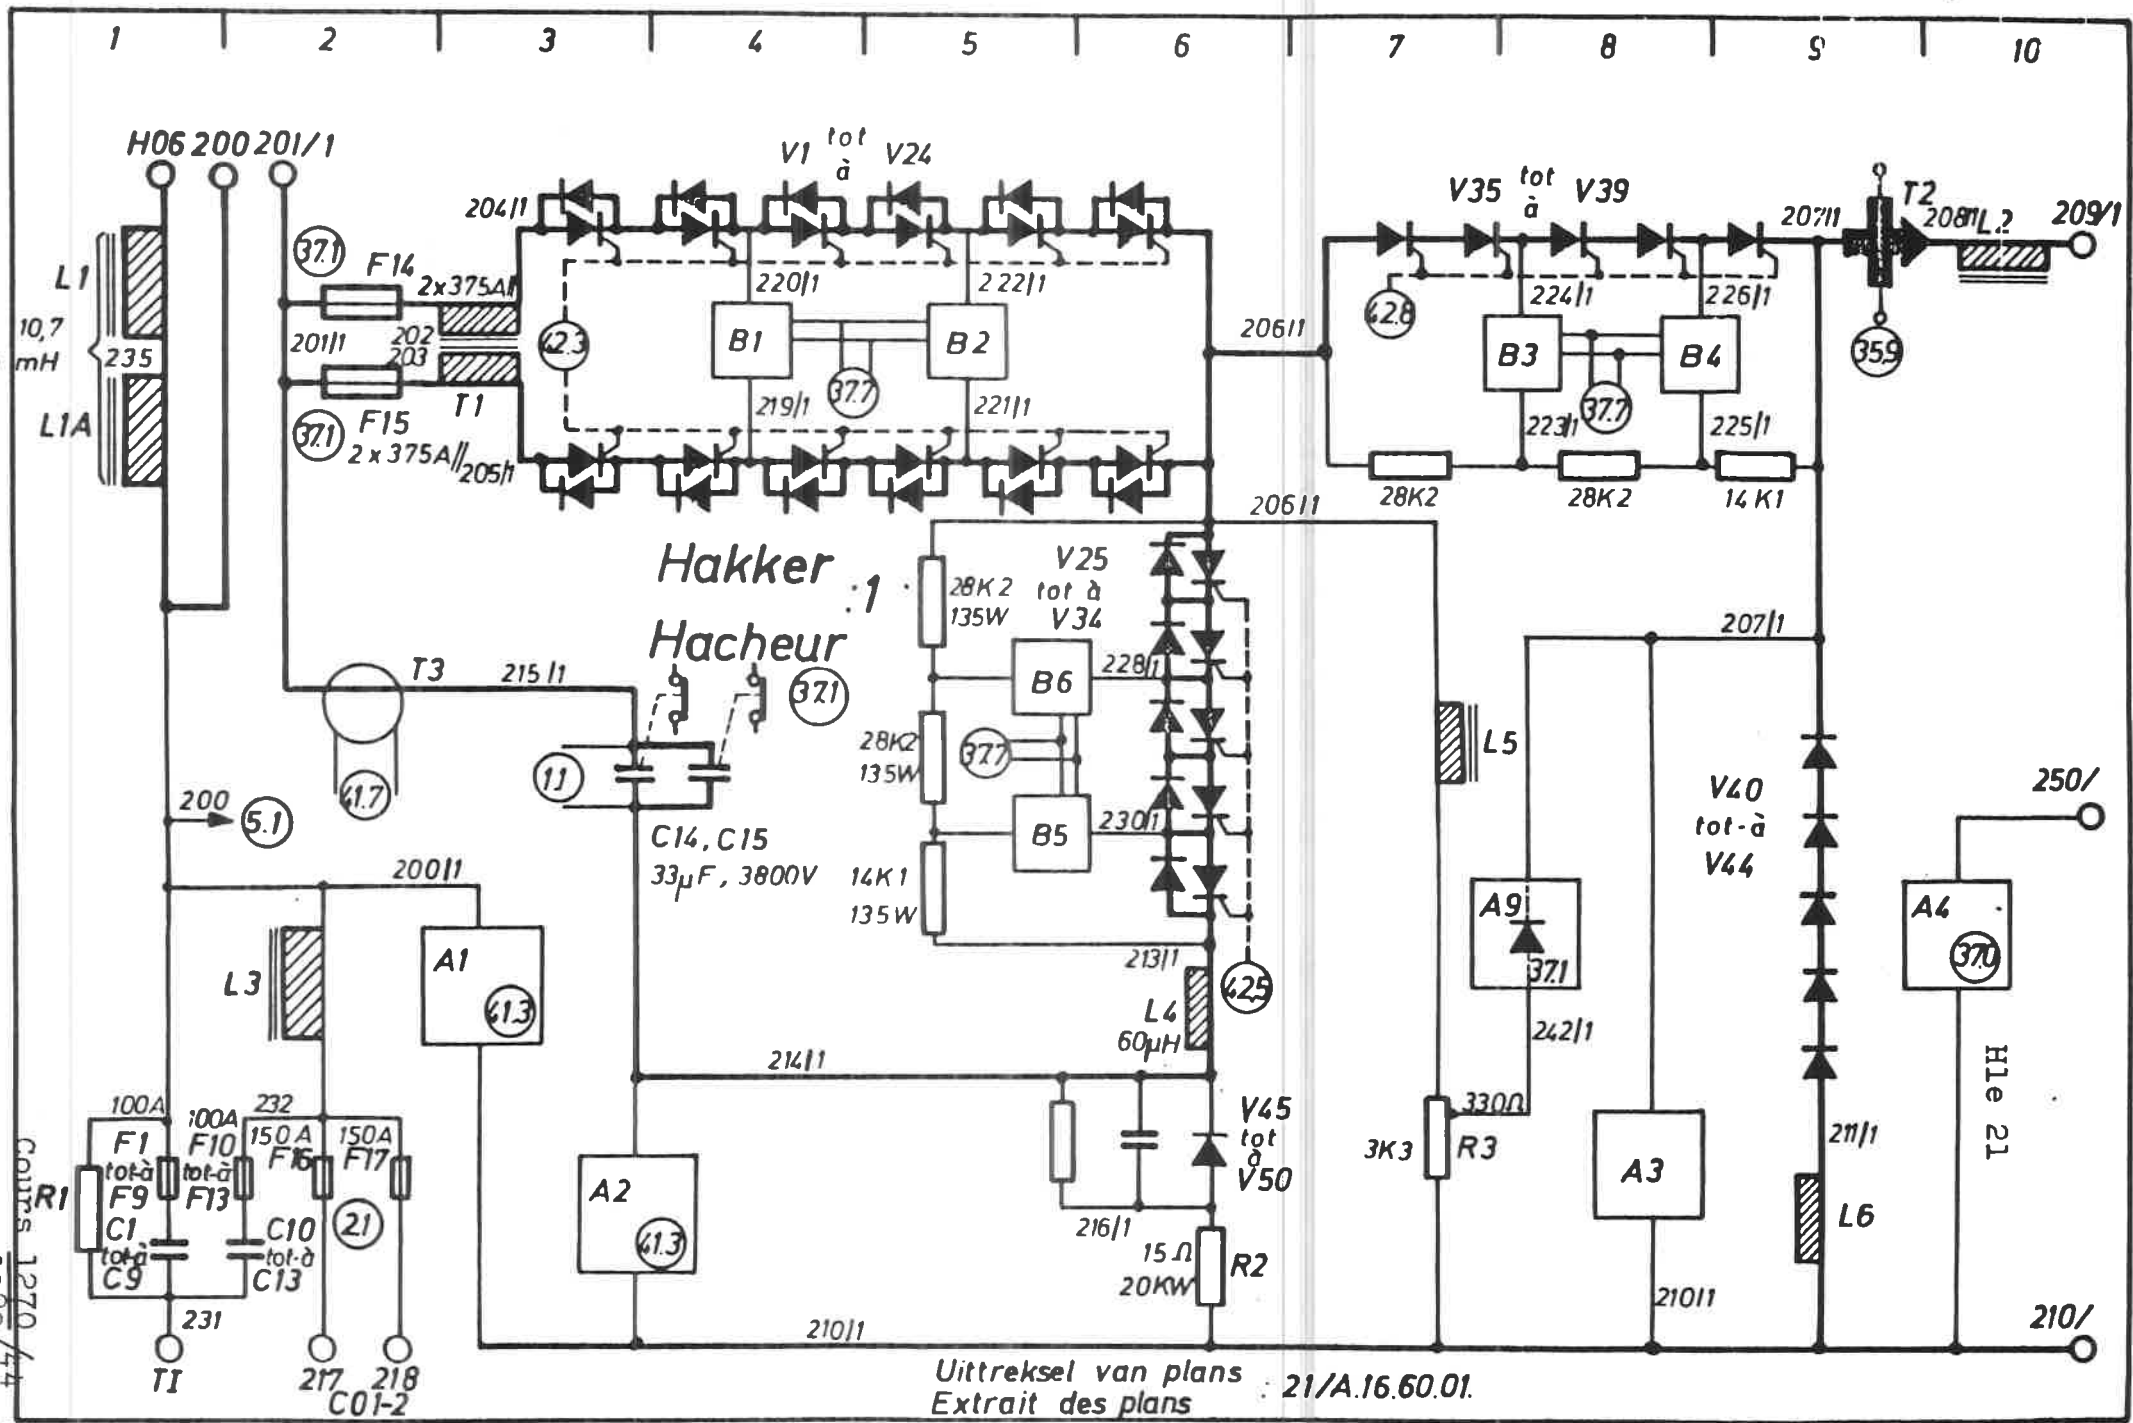 1 2 3 4 5 6 7 8 9 10
H06 200 201/1
V1 tot à V24
V35 tot à V39
T2
204/1
207/1
208/1
L2
209/1
37.1
F14
2x375A//
L1
10,7
mH
235
L1A
201/1
202
203
T1
37.1
F15
2x375A//
205/1
42.3
220/1
222/1
B1
B2
37.7
219/1
221/1
206/1
42.8
224/1
226/1
B3
B4
37.7
223/1
225/1
35.9
28K2
28K2
14K1
206/1
Hakker
:1
Hacheur
V25
tot à
V34
28K2
135W
T3
215/1
37.1
41.7
11
B6
228/1
28K2
135W
37.7
B5
230/1
14K1
135W
C14, C15
33µF, 3800V
207/1
L5
V40
tot-à
V44
250/
200
5.1
200/1
A1
41.3
L3
213/1
L4
60µH
42.5
A9
37.1
242/1
A4
37.0
Hle 21
214/1
100A
F1
tot-à
F9
C1
tot-à
C9
R1
100A
F10
tot-à
F13
C10
tot-à
C13
232
150A
F16
150A
F17
21
A2
41.3
V45
tot
à
V50
216/1
15Ω
20KW
R2
330Ω
3K3
R3
A3
211/1
L6
210/1
231
TI
217
218
C01-2
210/1
210/
Uittreksel van plans
Extrait des plans
: 21/A.16.60.01.
Cours 1270
/44